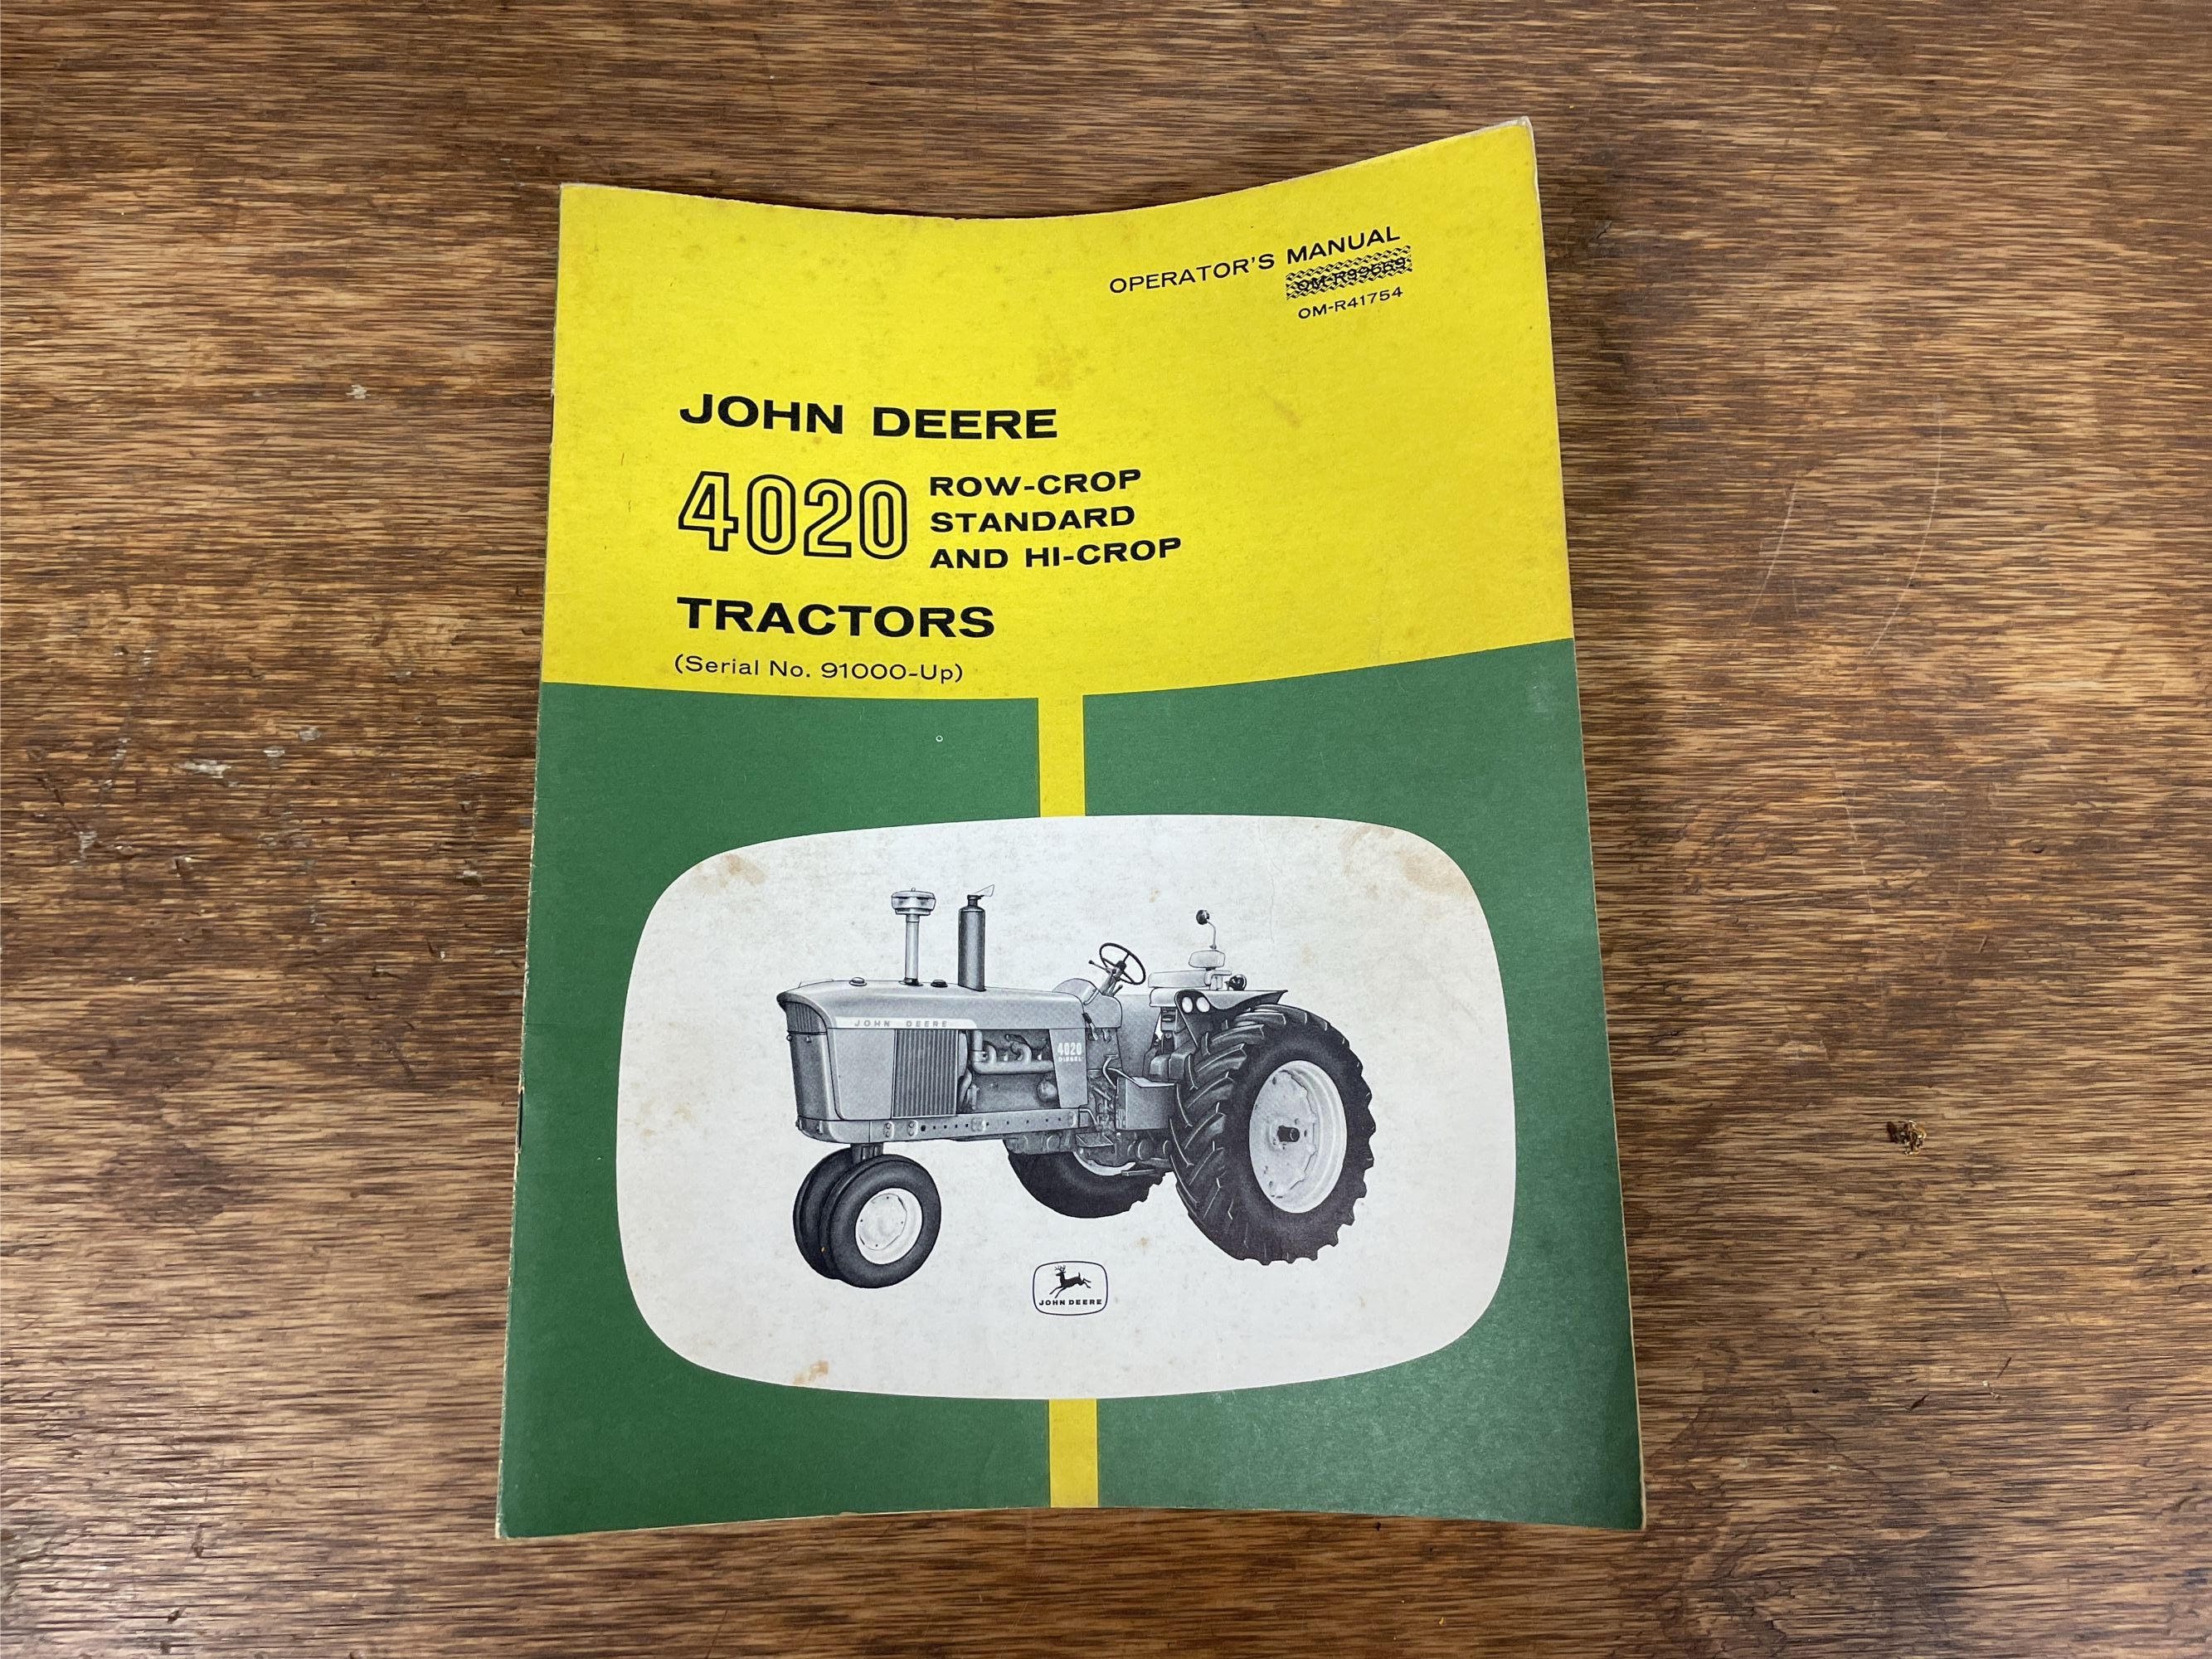 OPERATOR'S MANUAL
OM-R41754
JOHN DEERE
4020
ROW-CROP
STANDARD
AND HI-CROP
TRACTORS
(Serial No. 91000-Up)
JOHN DEERE
4020
DIESEL
JOHN DEERE